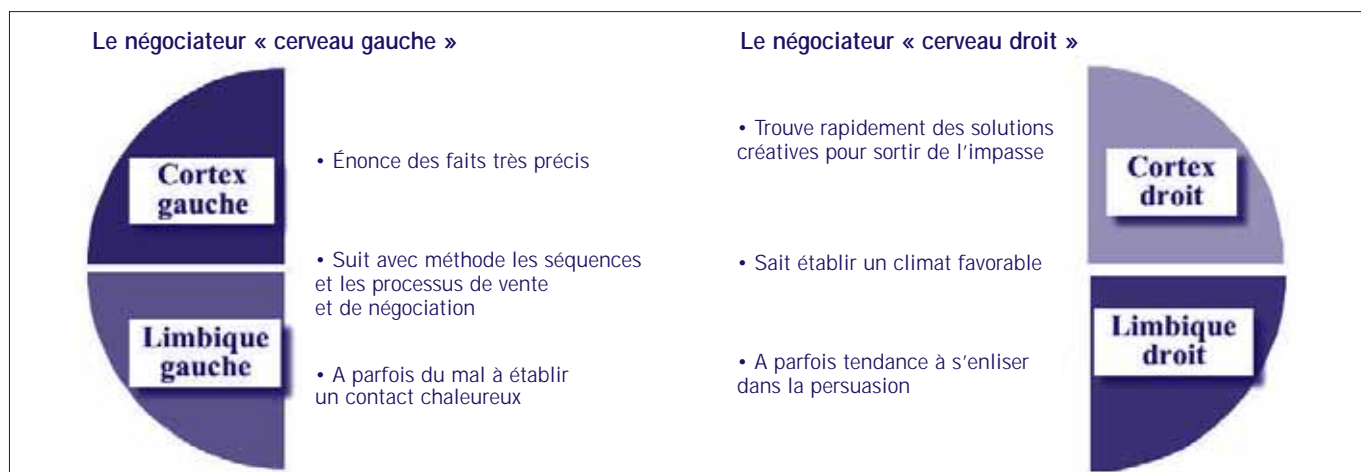 Le négociateur « cerveau gauche »
Cortex
gauche
Limbique
gauche
• Énonce des faits très précis
• Suit avec méthode les séquences
et les processus de vente
et de négociation
• A parfois du mal à établir
un contact chaleureux
Le négociateur « cerveau droit »
• Trouve rapidement des solutions
créatives pour sortir de l’impasse
• Sait établir un climat favorable
• A parfois tendance à s’enliser
dans la persuasion
Cortex
droit
Limbique
droit